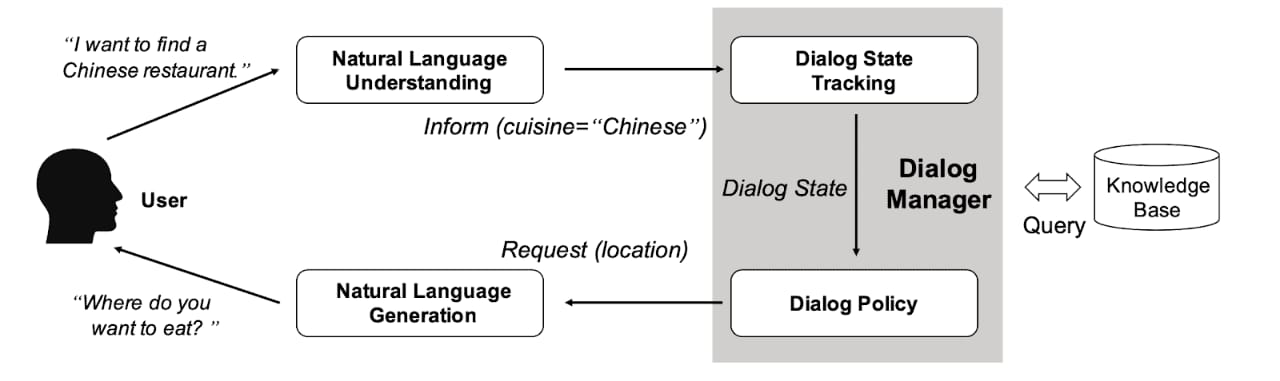 “I want to find a
Chinese restaurant.”
Natural Language
Understanding
Dialog State
Tracking
Inform (cuisine=“Chinese”)
User
Dialog State
Dialog
Manager
Knowledge
Base
Query
Request (location)
“Where do you
want to eat? ”
Natural Language
Generation
Dialog Policy